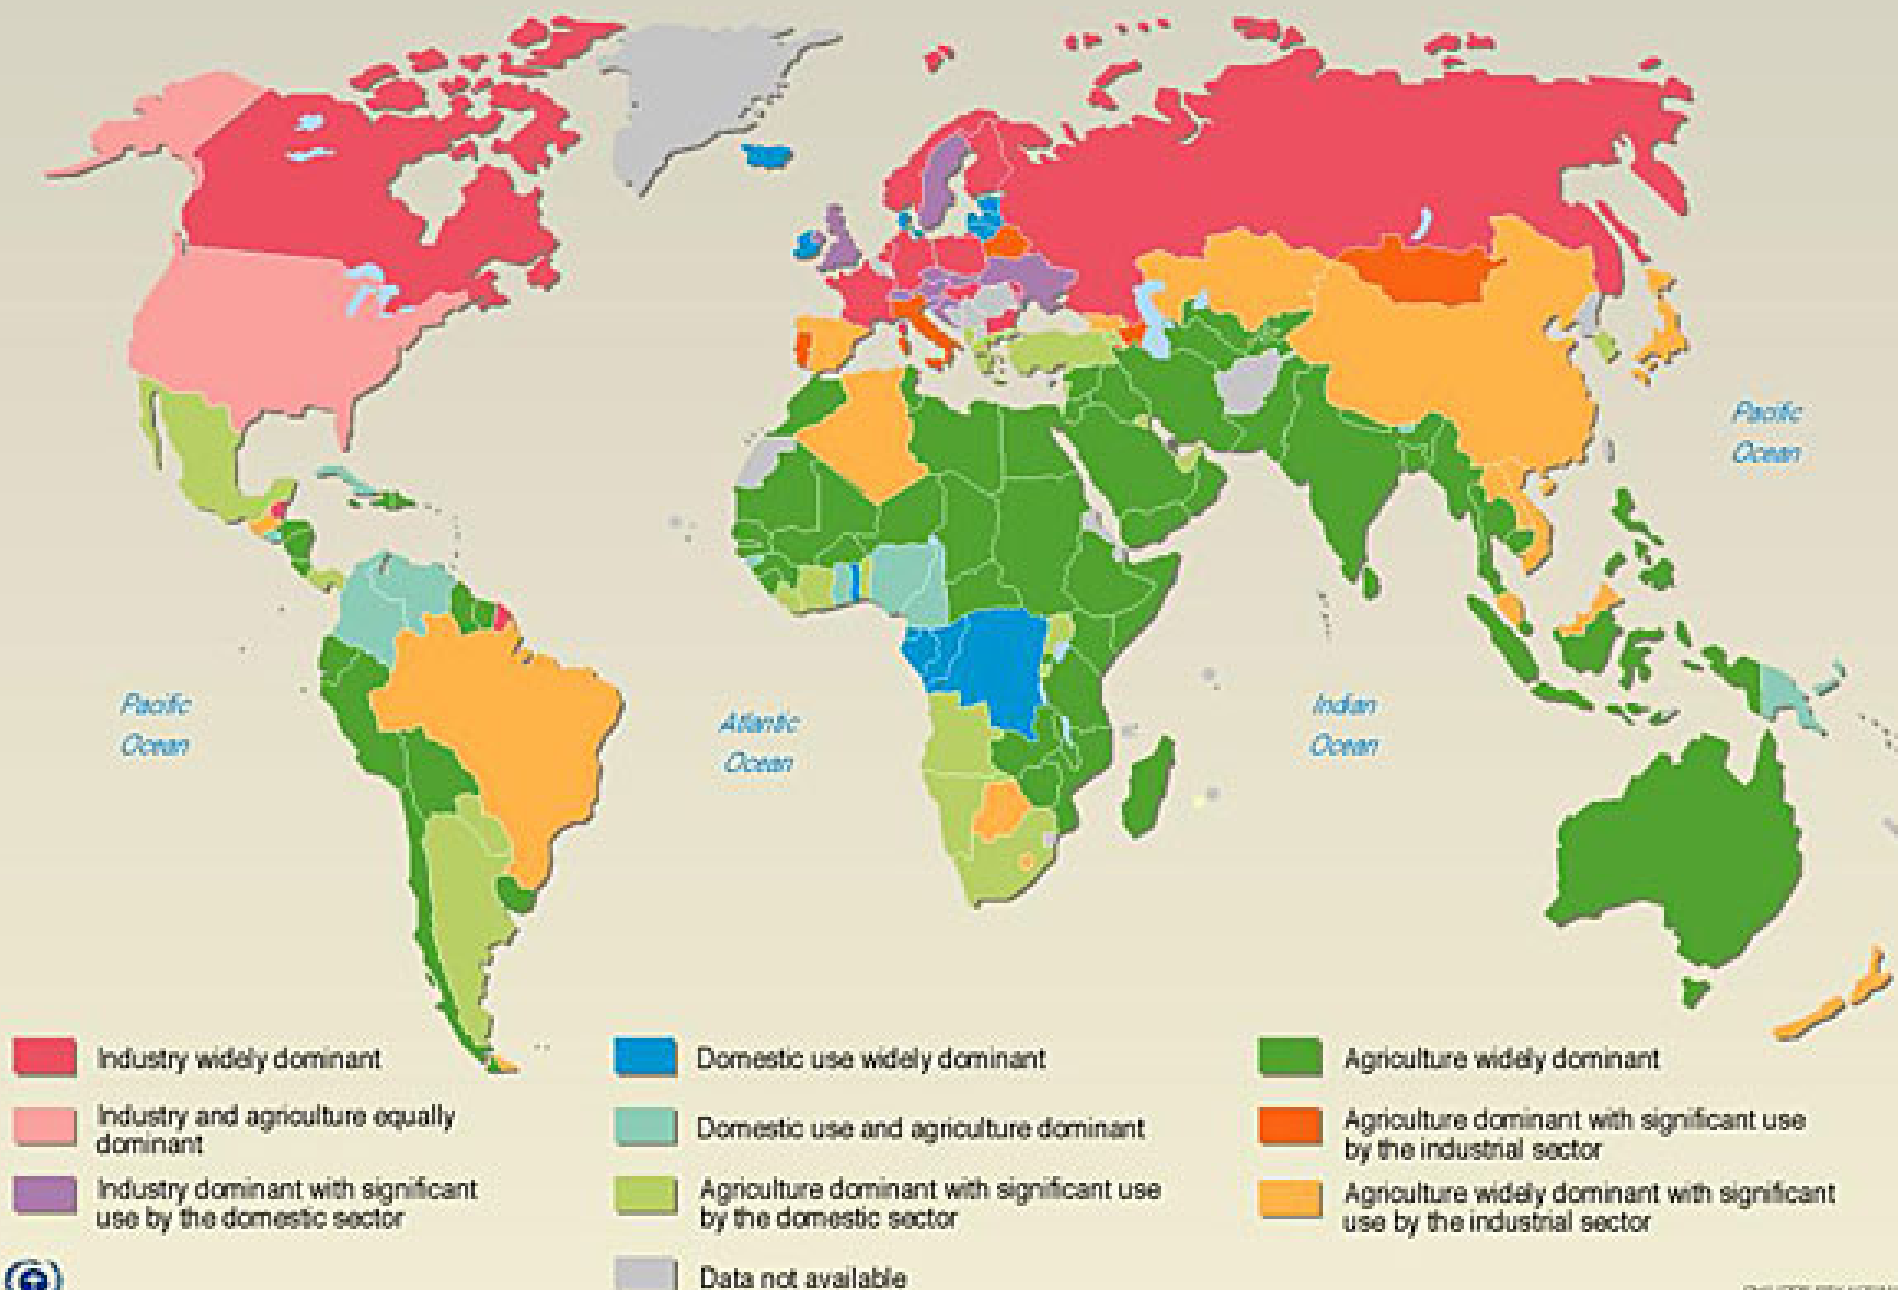 Pacific
Ocean
Pacific
Ocean
Atlantic
Ocean
Indian
Ocean
Industry widely dominant
Industry and agriculture equally
dominant
Industry dominant with significant
use by the domestic sector
Domestic use widely dominant
Domestic use and agriculture dominant
Agriculture dominant with significant use
by the domestic sector
Data not available
Agriculture widely dominant
Agriculture dominant with significant use
by the industrial sector
Agriculture widely dominant with significant
use by the industrial sector